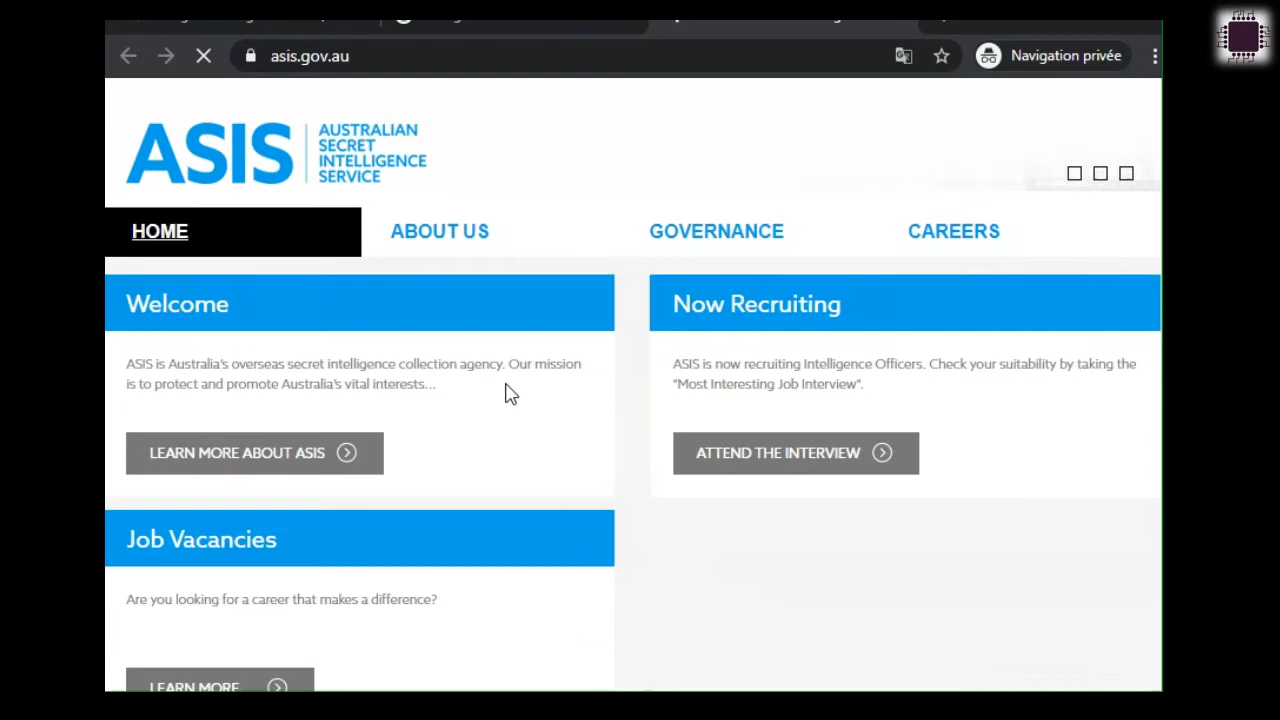 asis.gov.au
Navigation privée
ASIS
AUSTRALIAN
SECRET
INTELLIGENCE
SERVICE
HOME
ABOUT US
GOVERNANCE
CAREERS
Welcome
ASIS is Australia's overseas secret intelligence collection agency. Our mission
is to protect and promote Australia's vital interests...
LEARN MORE ABOUT ASIS
Now Recruiting
ASIS is now recruiting Intelligence Officers. Check your suitability by taking the
"Most Interesting Job Interview".
ATTEND THE INTERVIEW
Job Vacancies
Are you looking for a career that makes a difference?
LEARN MORE